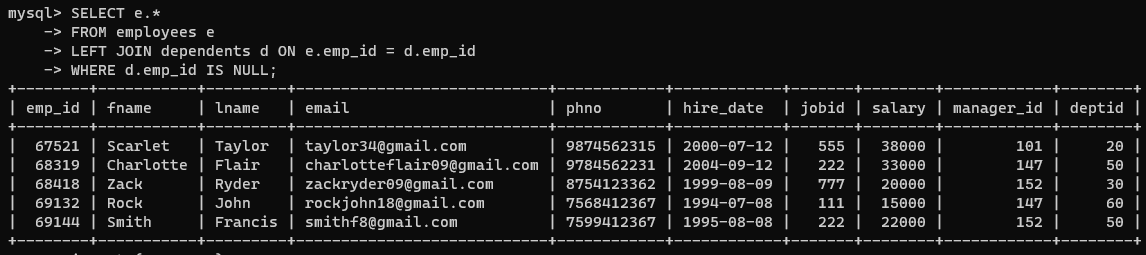 mysql> SELECT e.*
    -> FROM employees e
    -> LEFT JOIN dependents d ON e.emp_id = d.emp_id
    -> WHERE d.emp_id IS NULL;
+--------+-----------+---------+---------------------------+------------+------------+-------+--------+------------+--------+
| emp_id | fname     | lname   | email                     | phno       | hire_date  | jobid | salary | manager_id | deptid |
+--------+-----------+---------+---------------------------+------------+------------+-------+--------+------------+--------+
|  67521 | Scarlet   | Taylor  | taylor34@gmail.com        | 9874562315 | 2000-07-12 |   555 |  38000 |        101 |     20 |
|  68319 | Charlotte | Flair   | charlotteflair09@gmail.com | 9784562231 | 2004-09-12 |   222 |  33000 |        147 |     50 |
|  68418 | Zack      | Ryder   | zackryder09@gmail.com     | 8754123362 | 1999-08-09 |   777 |  20000 |        152 |     30 |
|  69132 | Rock      | John    | rockjohn18@gmail.com      | 7568412367 | 1994-07-08 |   111 |  15000 |        147 |     60 |
|  69144 | Smith     | Francis | smithf8@gmail.com         | 7599412367 | 1995-08-08 |   222 |  22000 |        152 |     50 |
+--------+-----------+---------+---------------------------+------------+------------+-------+--------+------------+--------+